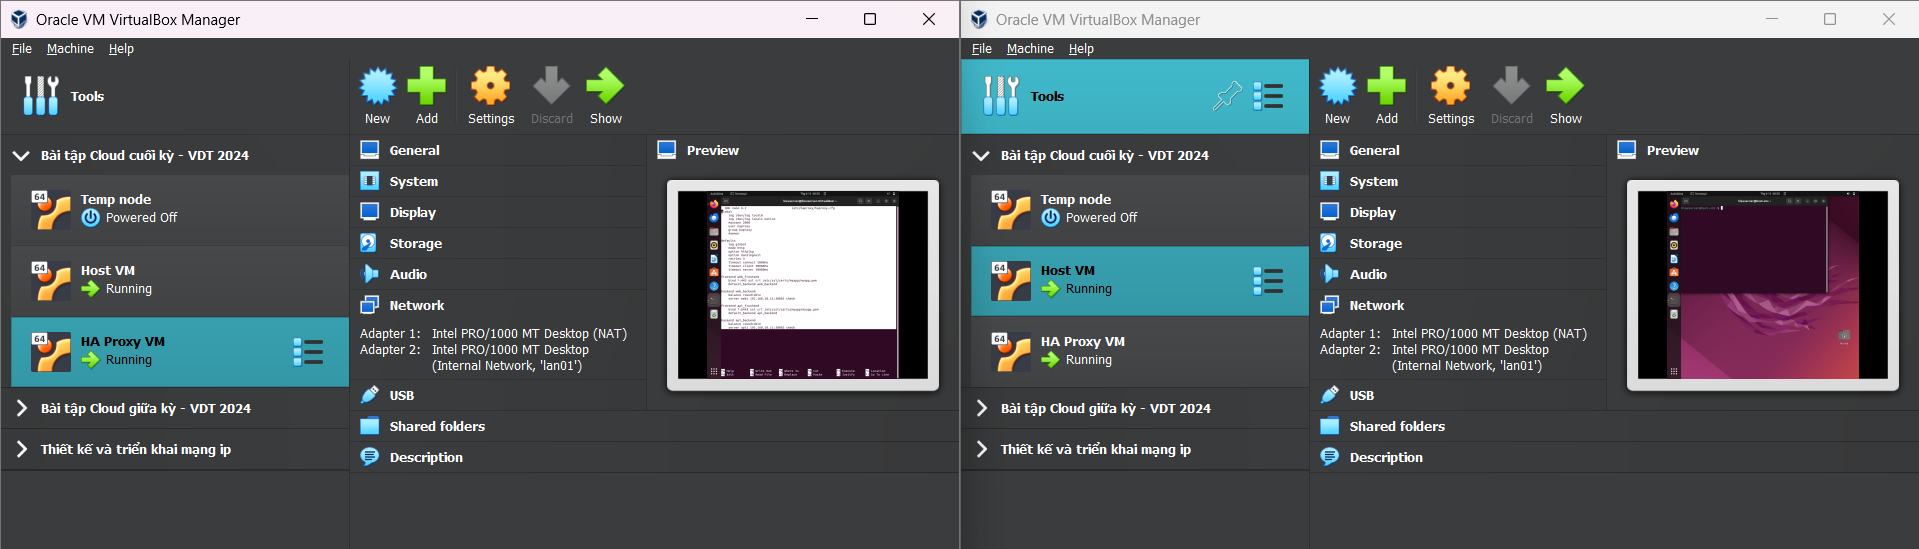 Oracle VM VirtualBox Manager
File Machine Help
Tools
New Add Settings Discard Show
Bài tập Cloud cuối kỳ - VDT 2024
Temp node
Powered Off
Host VM
Running
HA Proxy VM
Running
Bài tập Cloud giữa kỳ - VDT 2024
Thiết kế và triển khai mạng ip
General
System
Display
Storage
Audio
Network
Adapter 1: Intel PRO/1000 MT Desktop (NAT)
Adapter 2: Intel PRO/1000 MT Desktop
(Internal Network, 'lan01')
USB
Shared folders
Description
Preview
Oracle VM VirtualBox Manager
File Machine Help
Tools
New Add Settings Discard Show
Bài tập Cloud cuối kỳ - VDT 2024
Temp node
Powered Off
Host VM
Running
HA Proxy VM
Running
Bài tập Cloud giữa kỳ - VDT 2024
Thiết kế và triển khai mạng ip
General
System
Display
Storage
Audio
Network
Adapter 1: Intel PRO/1000 MT Desktop (NAT)
Adapter 2: Intel PRO/1000 MT Desktop
(Internal Network, 'lan01')
USB
Shared folders
Description
Preview